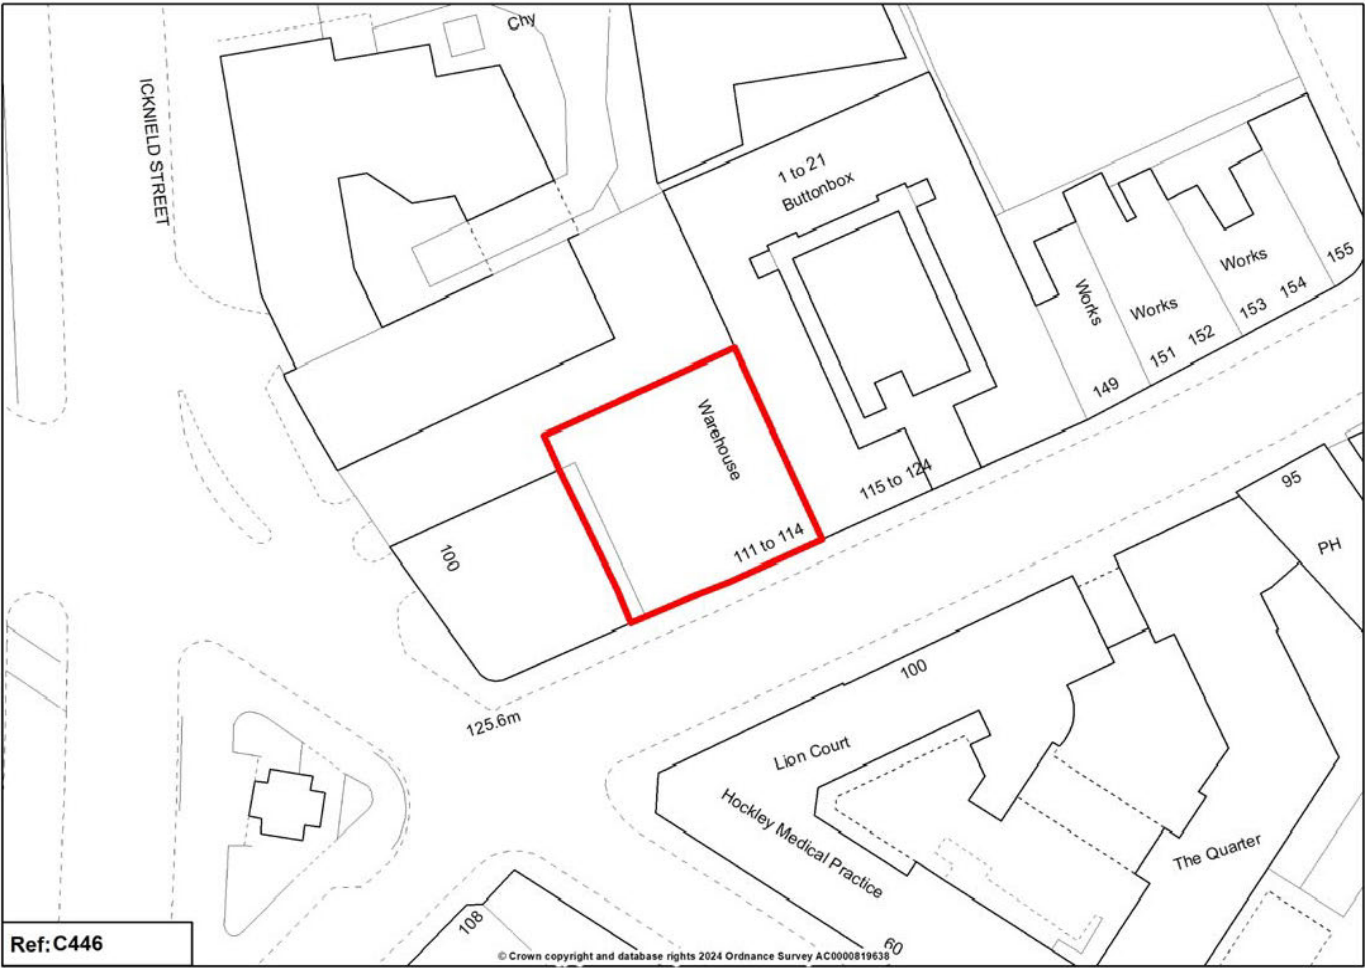 Chy
ICKNIELD STREET
1 to 21
Buttonbox
Works
Works
Works
155
154
153
152
151
149
Warehouse
115 to 124
111 to 114
100
95
PH
125.6m
100
Lion Court
Hockley Medical Practice
The Quarter
108
60
Ref:C446
© Crown copyright and database rights 2024 Ordnance Survey AC0000819638